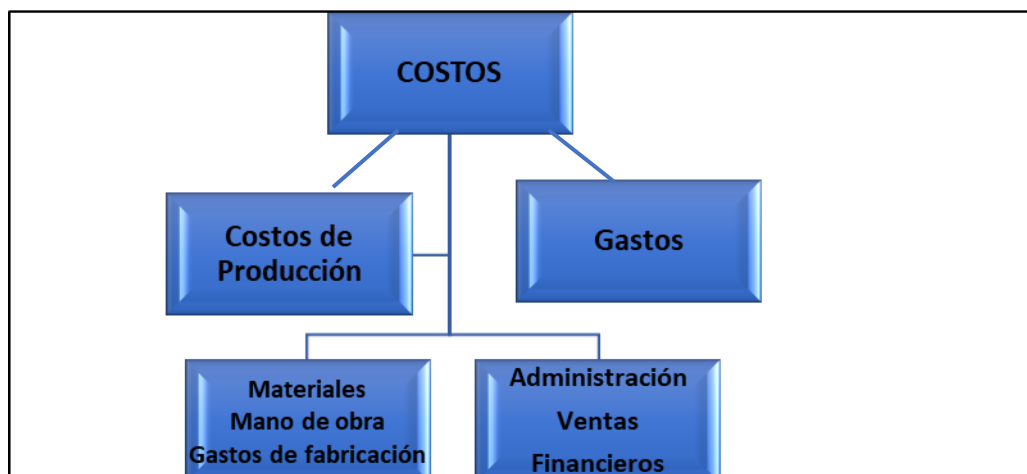 COSTOS
Costos de
Producción
Gastos
Materiales
Mano de obra
Gastos de fabricación
Administración
Ventas
Financieros